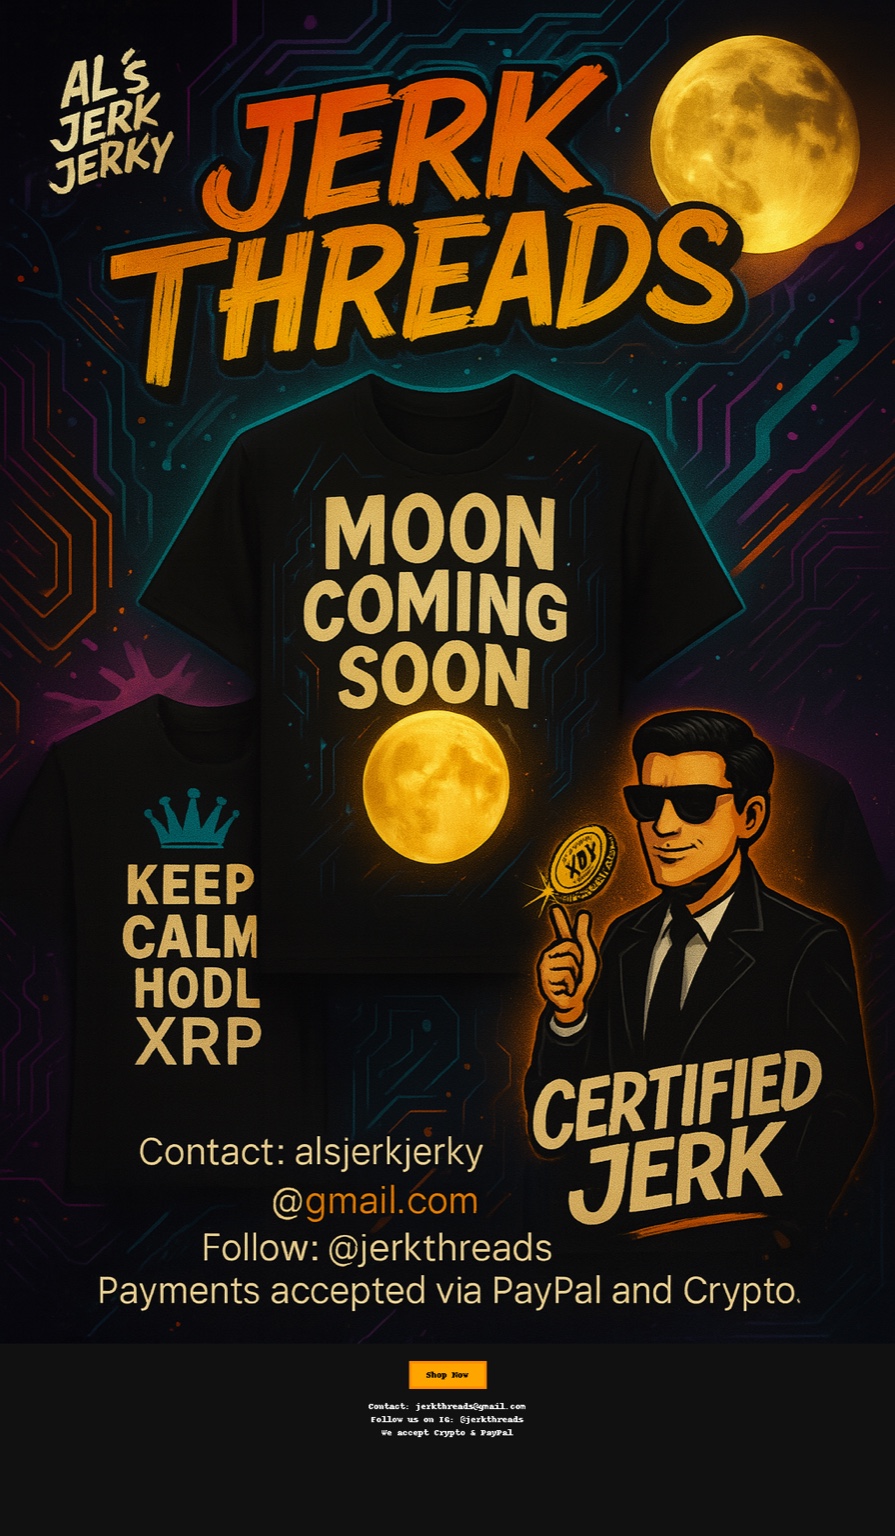 AL'S
JERK
JERKY
JERK
THREADS
MOON
COMING
SOON
KEEP
CALM
HODL
XRP
XDX
CERTIFIED
JERK
Contact: alsjerkjerky
@gmail.com
Follow: @jerkthreads
Payments accepted via PayPal and Crypto.
Shop Now
Contact: jerkthreads@gmail.com
Follow us on IG: @jerkthreads
We accept Crypto & PayPal